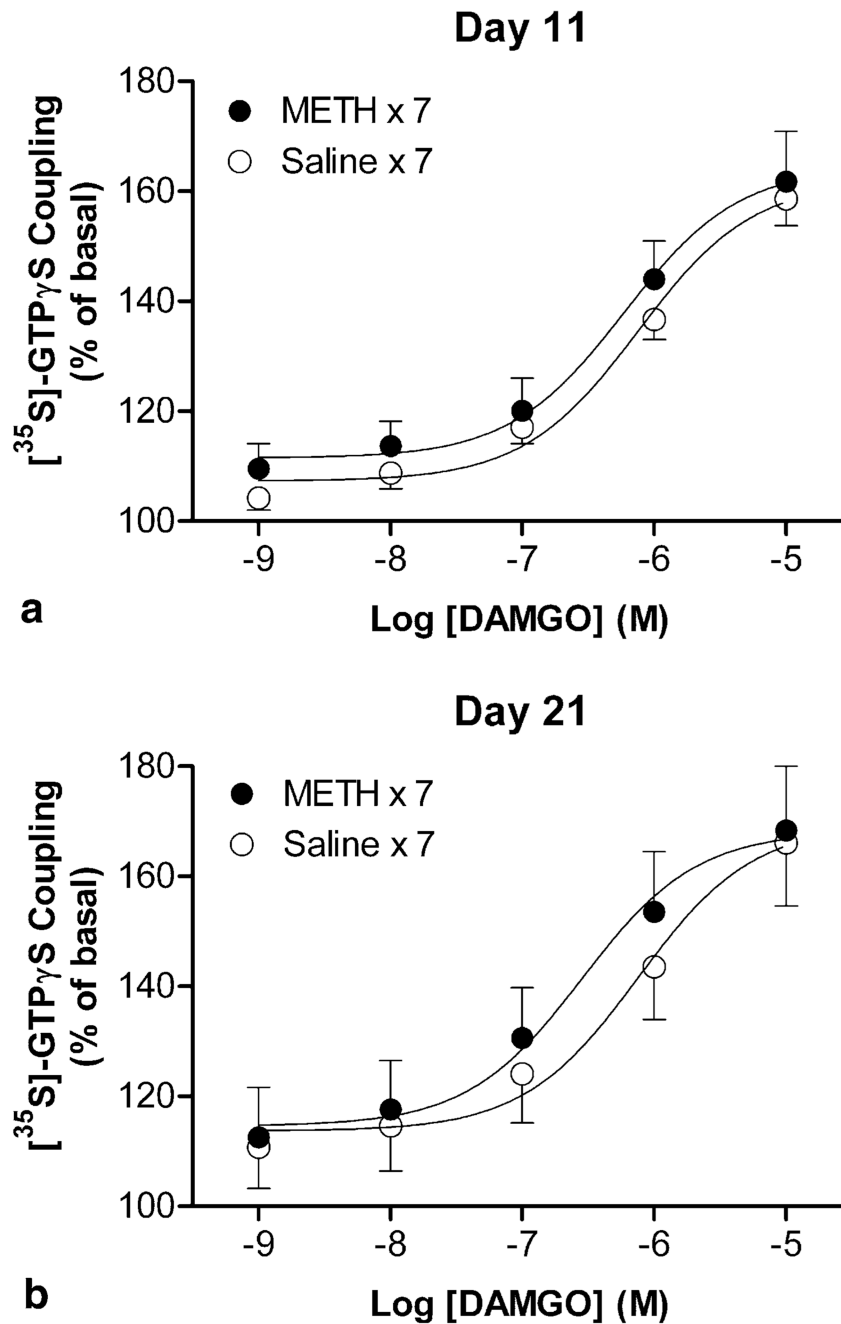 Day 11
[³⁵S]-GTPγS Coupling
(% of basal)
180
160
140
120
100
METH x 7
Saline x 7
-9 -8 -7 -6 -5
Log [DAMGO] (M)
a
Day 21
[³⁵S]-GTPγS Coupling
(% of basal)
180
160
140
120
100
METH x 7
Saline x 7
-9 -8 -7 -6 -5
Log [DAMGO] (M)
b